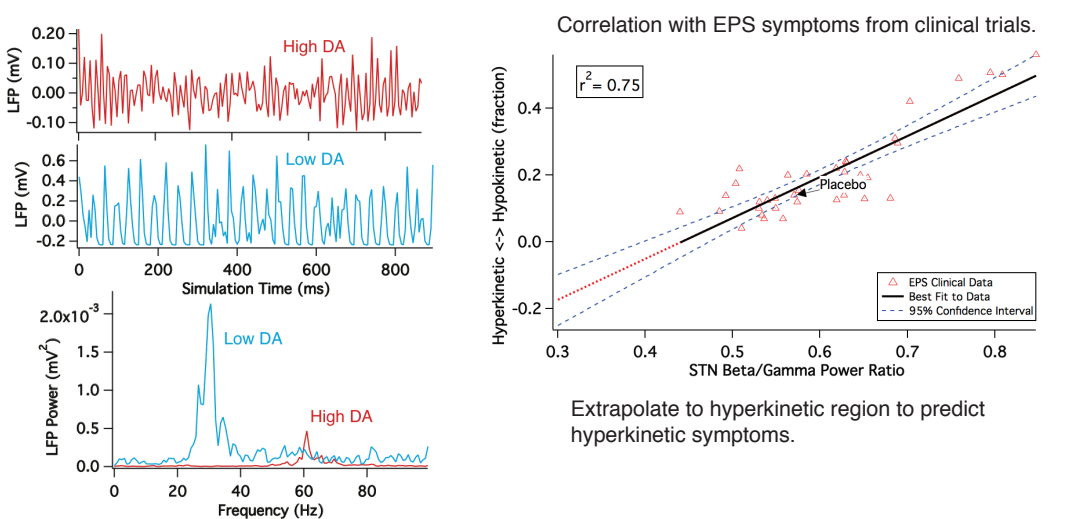 0.20
0.10
0.00
-0.10
LFP (mV)
High DA
0.6
0.4
0.2
0.0
-0.2
LFP (mV)
Low DA
0 200 400 600 800
Simulation Time (ms)
2.0x10-3
1.5
1.0
0.5
0.0
LFP Power (mV2)
Low DA
High DA
0 20 40 60 80
Frequency (Hz)
Correlation with EPS symptoms from clinical trials.
r2= 0.75
0.4
0.2
0.0
-0.2
Hyperkinetic <-> Hypokinetic (fraction)
Placebo
EPS Clinical Data
Best Fit to Data
95% Confidence Interval
0.3 0.4 0.5 0.6 0.7 0.8
STN Beta/Gamma Power Ratio
Extrapolate to hyperkinetic region to predict
hyperkinetic symptoms.